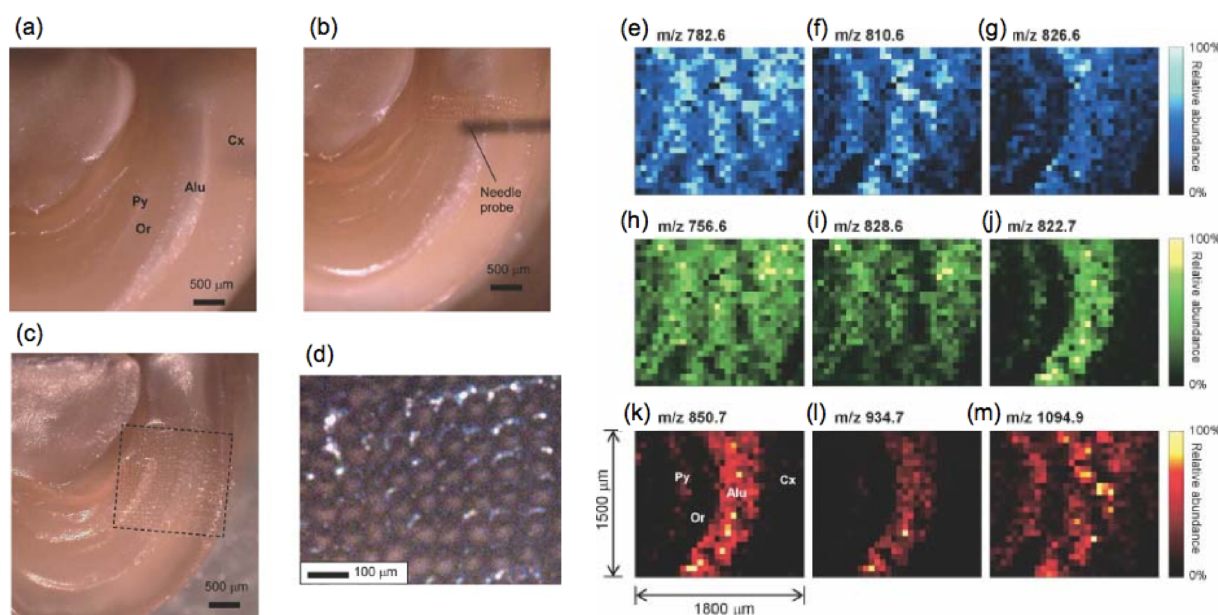 (a)
Cx
Alu
Py
Or
500 μm
(b)
Needle
probe
500 μm
(c)
500 μm
(d)
100 μm
(e) m/z 782.6
(f) m/z 810.6
(g) m/z 826.6
100%
Relative abundance
0%
(h) m/z 756.6
(i) m/z 828.6
(j) m/z 822.7
100%
Relative abundance
0%
(k) m/z 850.7
Py
Cx
Alu
Or
1500 μm
1800 μm
(l) m/z 934.7
(m) m/z 1094.9
100%
Relative abundance
0%